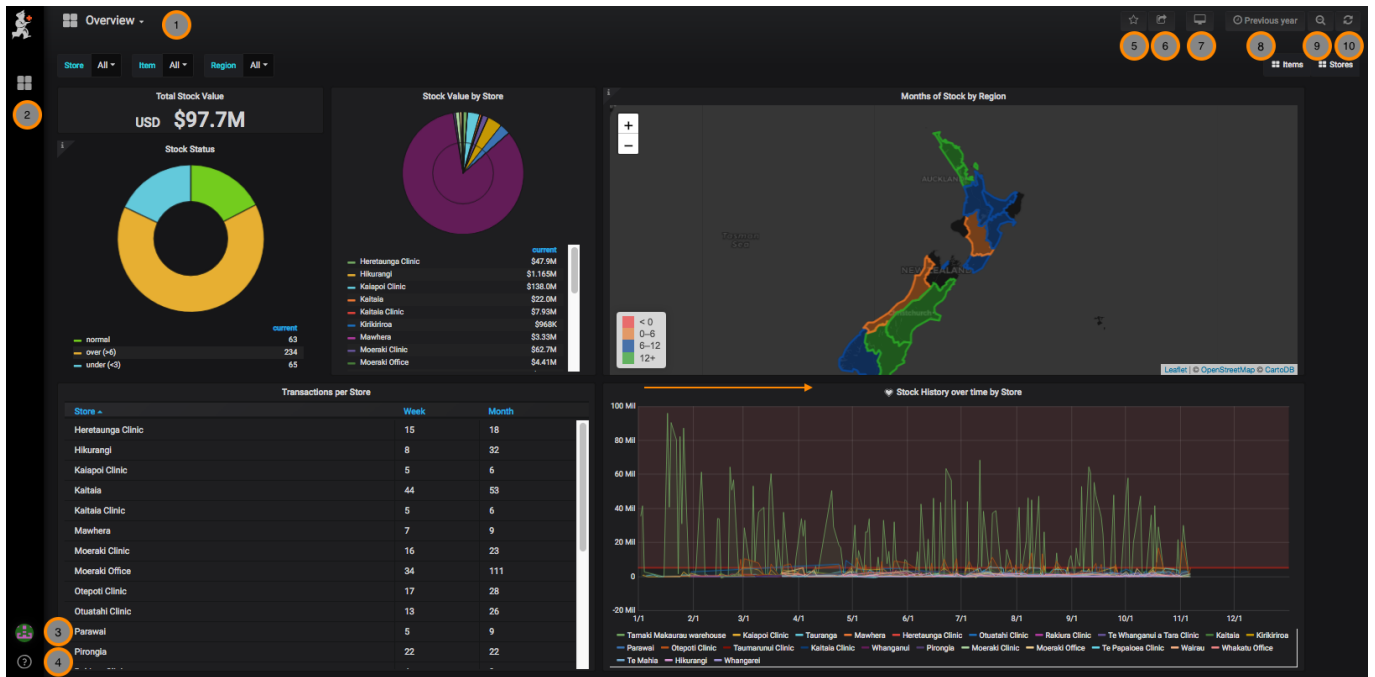 Overview
1
5
6
7
Previous year
8
9
10
Store All Item All Region All
Items Stores
2
Total Stock Value
USD $97.7M
Stock Status
current
normal 63
over (>6) 234
under (<3) 65
Stock Value by Store
current
Heretaunga Clinic $47.9M
Hikurangi $1.165M
Kaiapoi Clinic $138.0M
Kaitaia $22.0M
Kaitaia Clinic $7.93M
Kirikiriroa $968K
Mawhera $3.33M
Moeraki Clinic $62.7M
Moeraki Office $4.41M
Months of Stock by Region
+
−
AUCKLAND
Tasman
Sea
NEW ZEALAND
< 0
0–6
6–12
12+
Leaflet | © OpenStreetMap © CartoDB
Transactions per Store
Store Week Month
Heretaunga Clinic 15 18
Hikurangi 8 32
Kaiapoi Clinic 5 6
Kaitaia 44 53
Kaitaia Clinic 5 6
Mawhera 7 9
Moeraki Clinic 16 23
Moeraki Office 34 111
Otepoti Clinic 17 28
Otuatahi Clinic 13 26
Parawai 5 9
Pirongia 22 22
3
4
?
Stock History over time by Store
100 Mil
80 Mil
60 Mil
40 Mil
20 Mil
0
-20 Mil
1/1 2/1 3/1 4/1 5/1 6/1 7/1 8/1 9/1 10/1 11/1 12/1
Tamaki Makaurau warehouse Kaiapoi Clinic Tauranga Mawhera Heretaunga Clinic Otuatahi Clinic Rakiura Clinic Te Whanganui a Tara Clinic Kaitaia Kirikiriroa
Parawai Otepoti Clinic Taumarunui Clinic Kaitaia Clinic Whanganui Pirongia Moeraki Clinic Moeraki Office Te Papaioea Clinic Wairau Whakatu Office
Te Mahia Hikurangi Whangarei